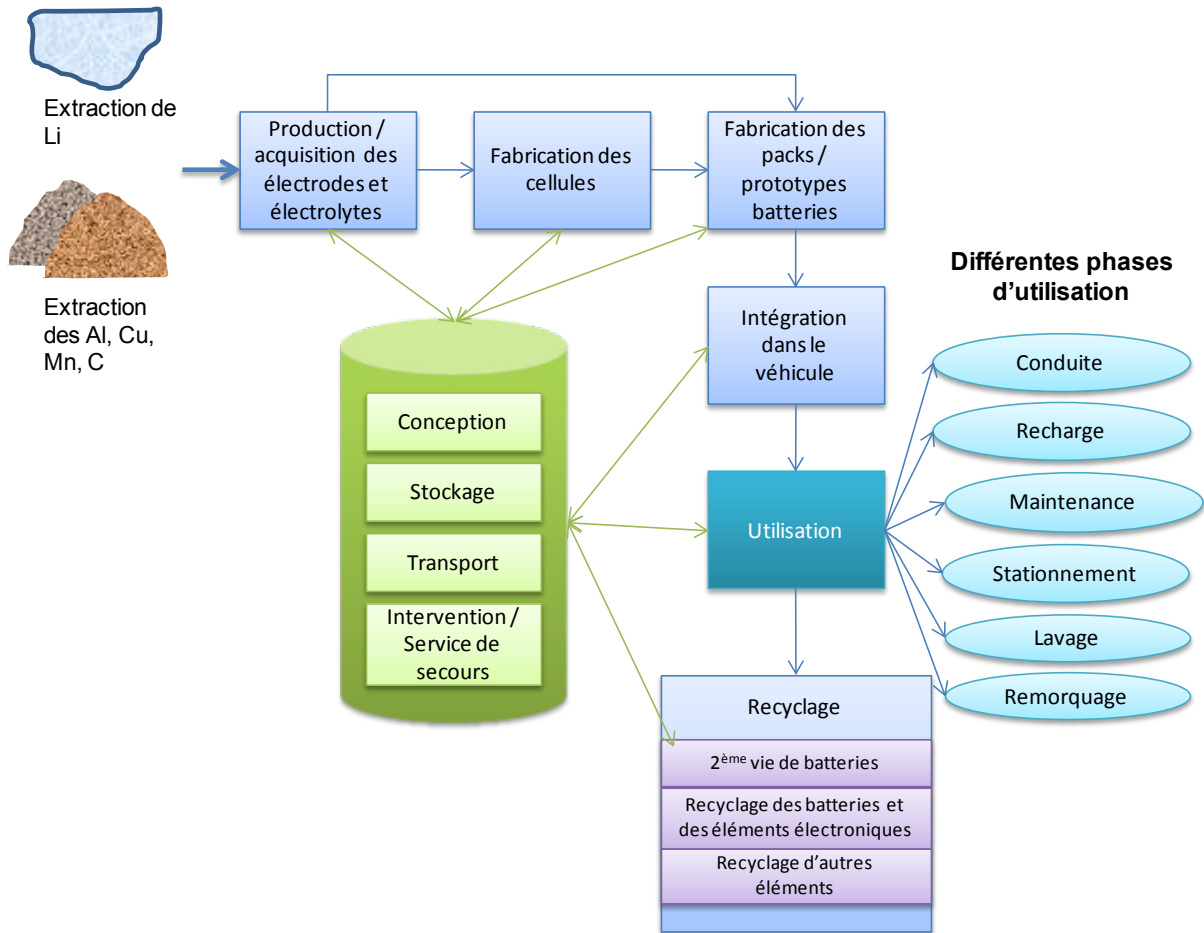 Extraction de
Li
Extraction
des Al, Cu,
Mn, C
Production /
acquisition des
électrodes et
électrolytes
Fabrication des
cellules
Fabrication des
packs /
prototypes
batteries
Intégration
dans le
véhicule
Différentes phases
d’utilisation
Conception
Stockage
Transport
Intervention /
Service de
secours
Utilisation
Conduite
Recharge
Maintenance
Stationnement
Lavage
Remorquage
Recyclage
2ème vie de batteries
Recyclage des batteries et
des éléments électroniques
Recyclage d’autres
éléments